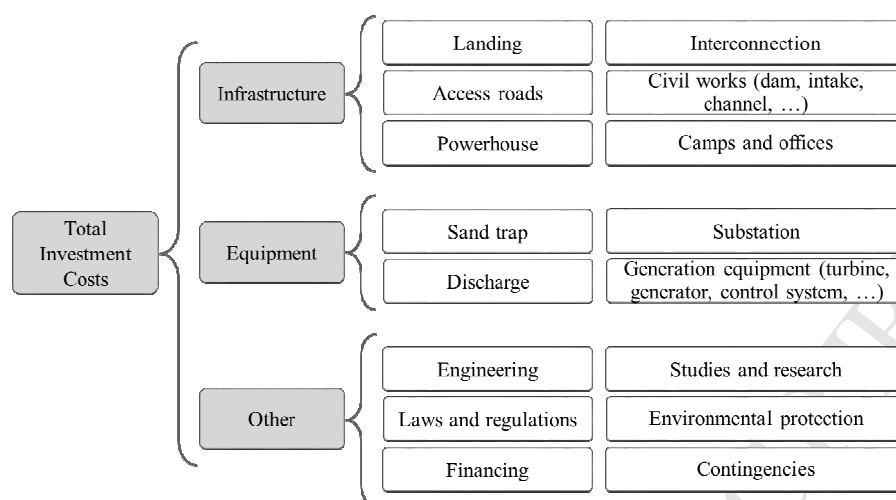 Total
Investment
Costs
Infrastructure
Landing
Interconnection
Access roads
Civil works (dam, intake,
channel, …)
Powerhouse
Camps and offices
Equipment
Sand trap
Substation
Discharge
Generation equipment (turbine,
generator, control system, …)
Other
Engineering
Studies and research
Laws and regulations
Environmental protection
Financing
Contingencies